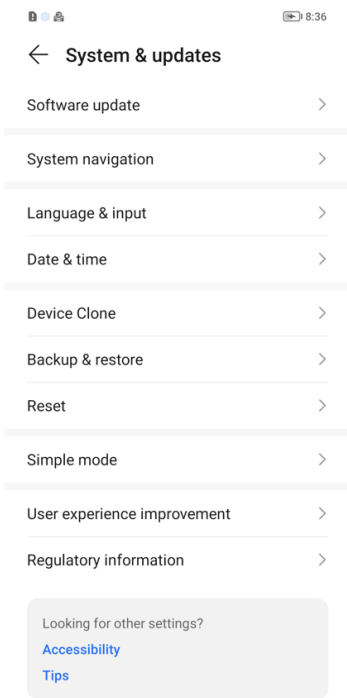 8:36
System & updates
Software update
System navigation
Language & input
Date & time
Device Clone
Backup & restore
Reset
Simple mode
User experience improvement
Regulatory information
Looking for other settings?
Accessibility
Tips